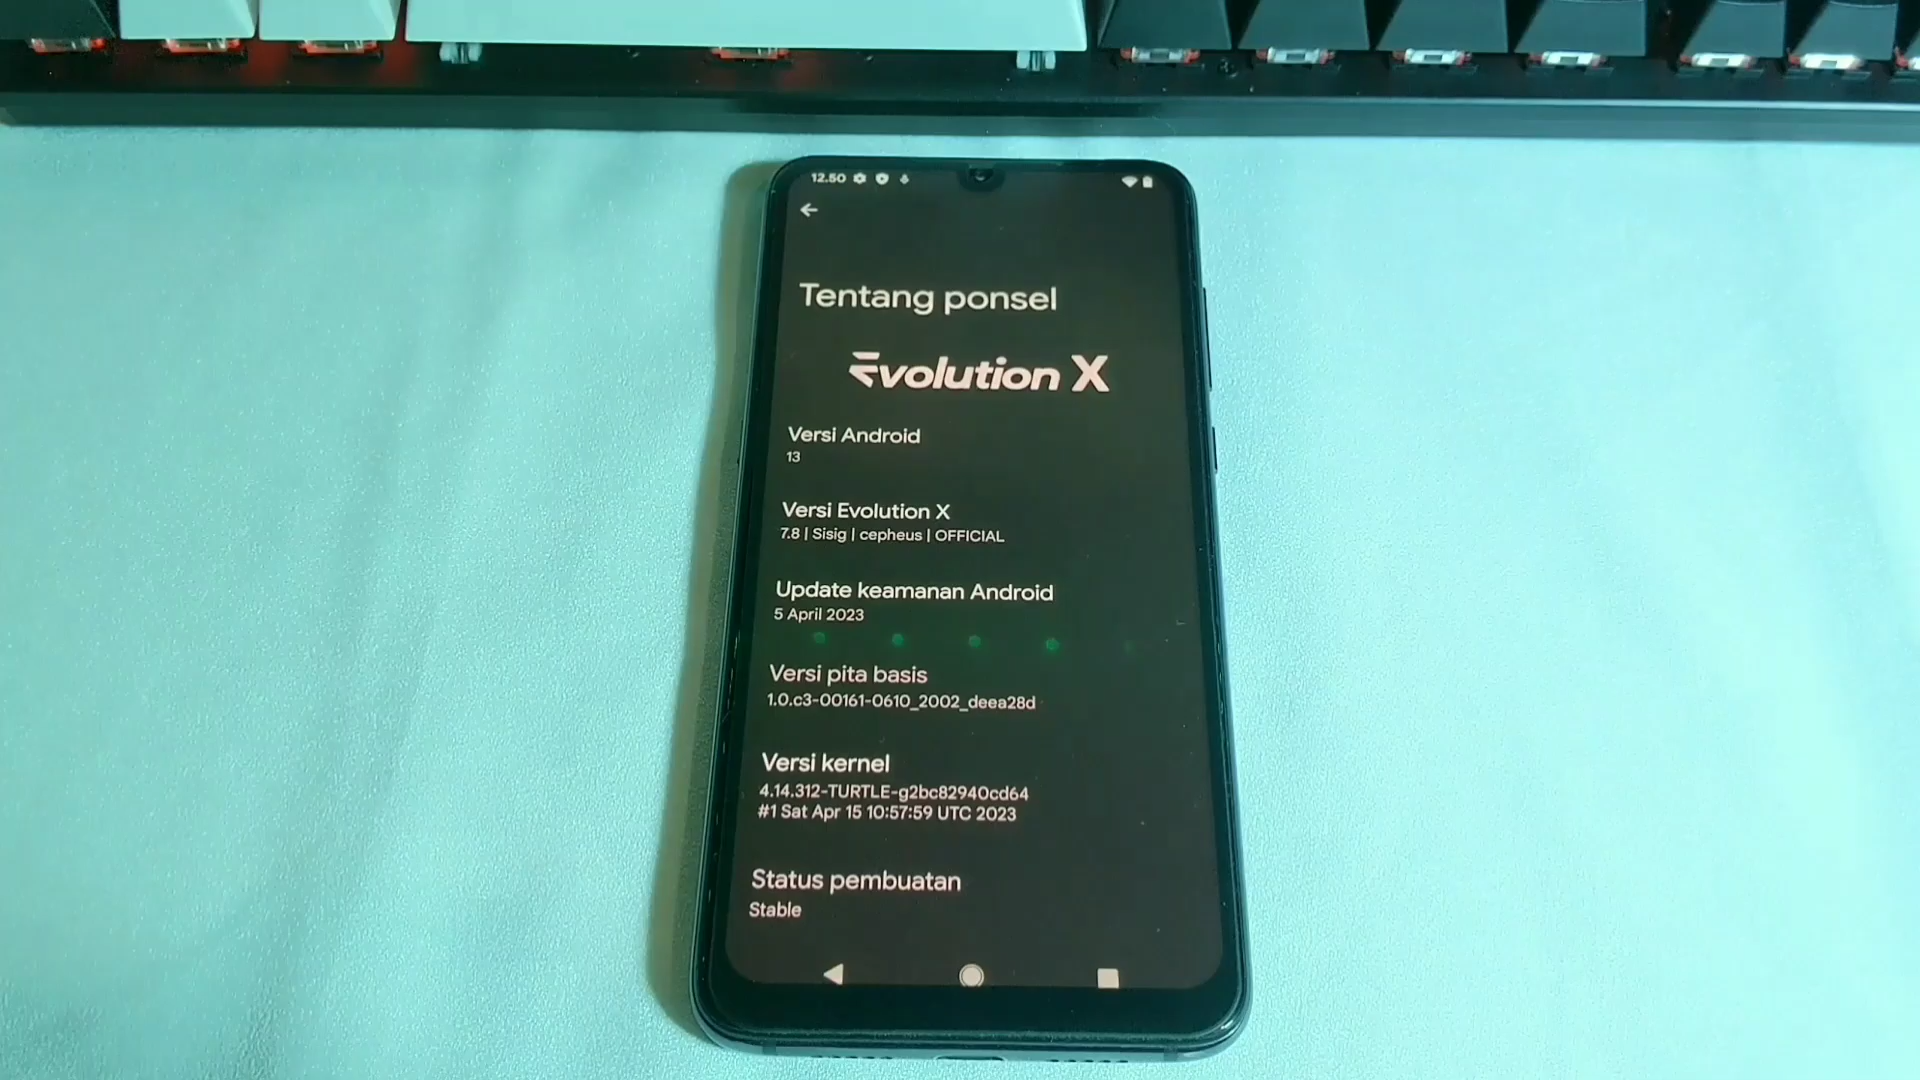 12.50
Tentang ponsel
Evolution X
Versi Android
13
Versi Evolution X
7.8 | Sisig | cepheus | OFFICIAL
Update keamanan Android
5 April 2023
Versi pita basis
1.0.c3-00161-0610_2002_deea28d
Versi kernel
4.14.312-TURTLE-g2bc82940cd64
#1 Sat Apr 15 10:57:59 UTC 2023
Status pembuatan
Stable